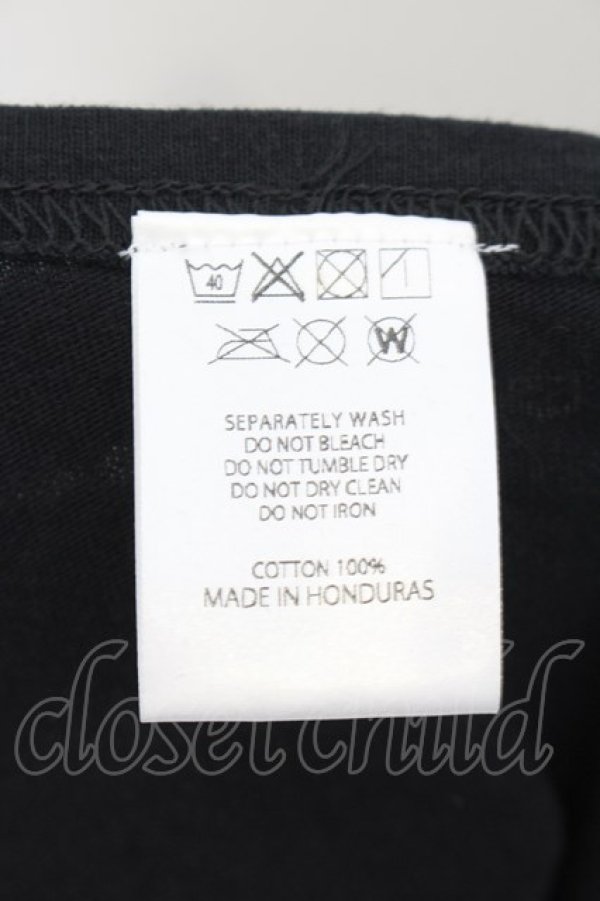 40
W
SEPARATELY WASH
DO NOT BLEACH
DO NOT TUMBLE DRY
DO NOT DRY CLEAN
DO NOT IRON
COTTON 100%
MADE IN HONDURAS
closet child